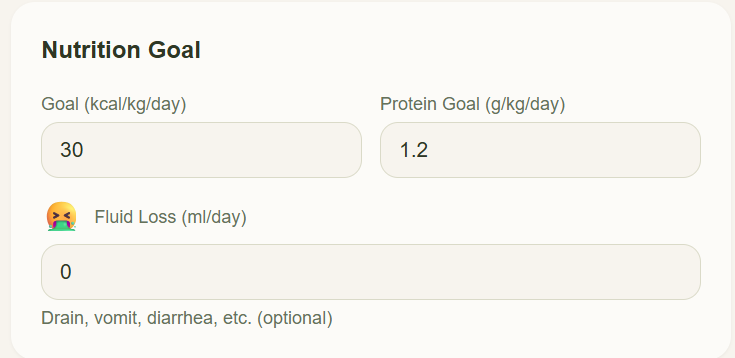 Nutrition Goal
Goal (kcal/kg/day) Protein Goal (g/kg/day)
30 1.2
Fluid Loss (ml/day)
0
Drain, vomit, diarrhea, etc. (optional)